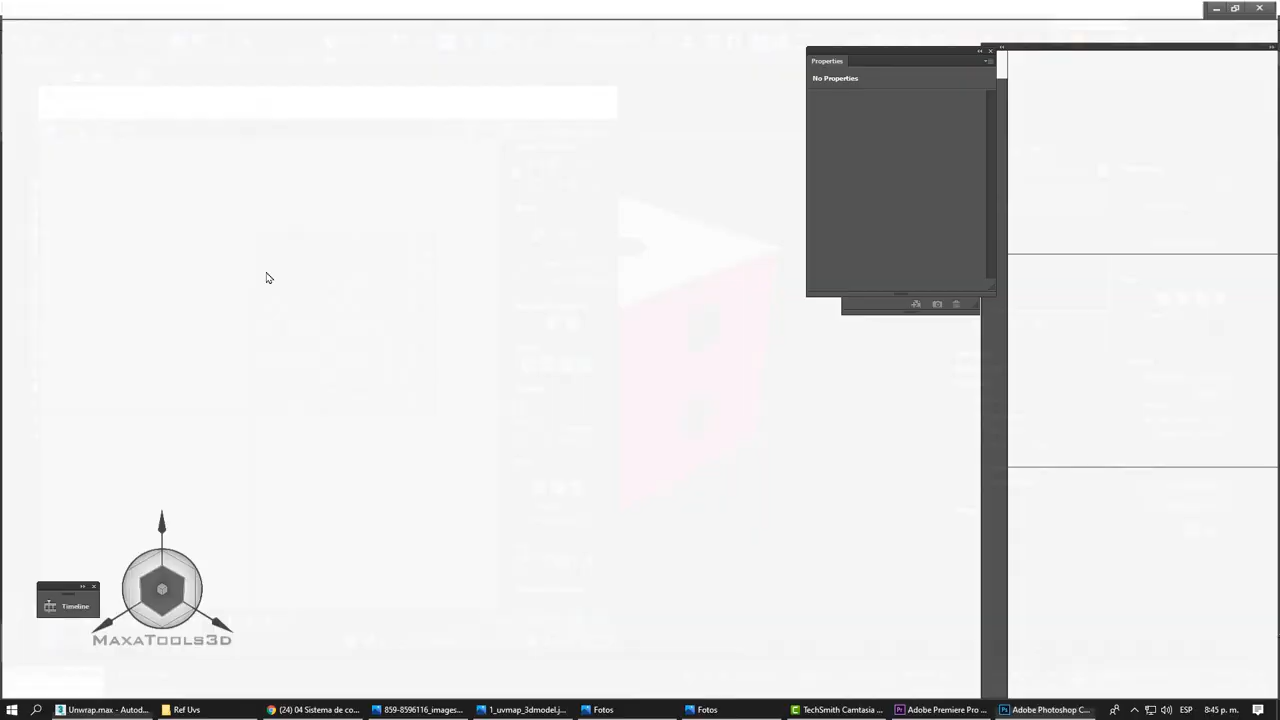 Properties
No Properties
Timeline
MaxaTools3d
Unwrap.max - Autod...
Ref Uvs
(24) 04 Sistema de co...
859-8596116_images...
1_uvmap_3dmodel.j...
Fotos
Fotos
TechSmith Camtasia ...
Adobe Premiere Pro ...
Adobe Photoshop C...
ESP
8:45 p. m.